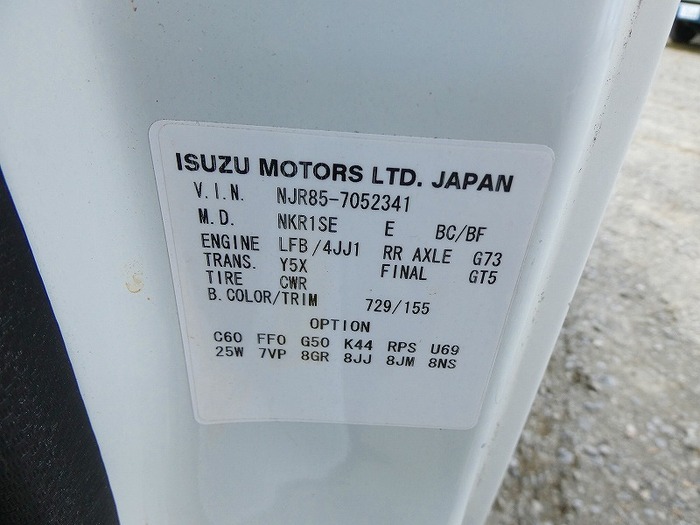 ISUZU MOTORS LTD. JAPAN
V.I.N. NJR85-7052341
M.D. NKR1SE E BC/BF
ENGINE LFB/4JJ1 RR AXLE G73
TRANS. Y5X FINAL GT5
TIRE CWR
B.COLOR/TRIM 729/155
OPTION
C60 FF0 G50 K44 RPS U69
25W 7VP 8GR 8JJ 8JM 8NS